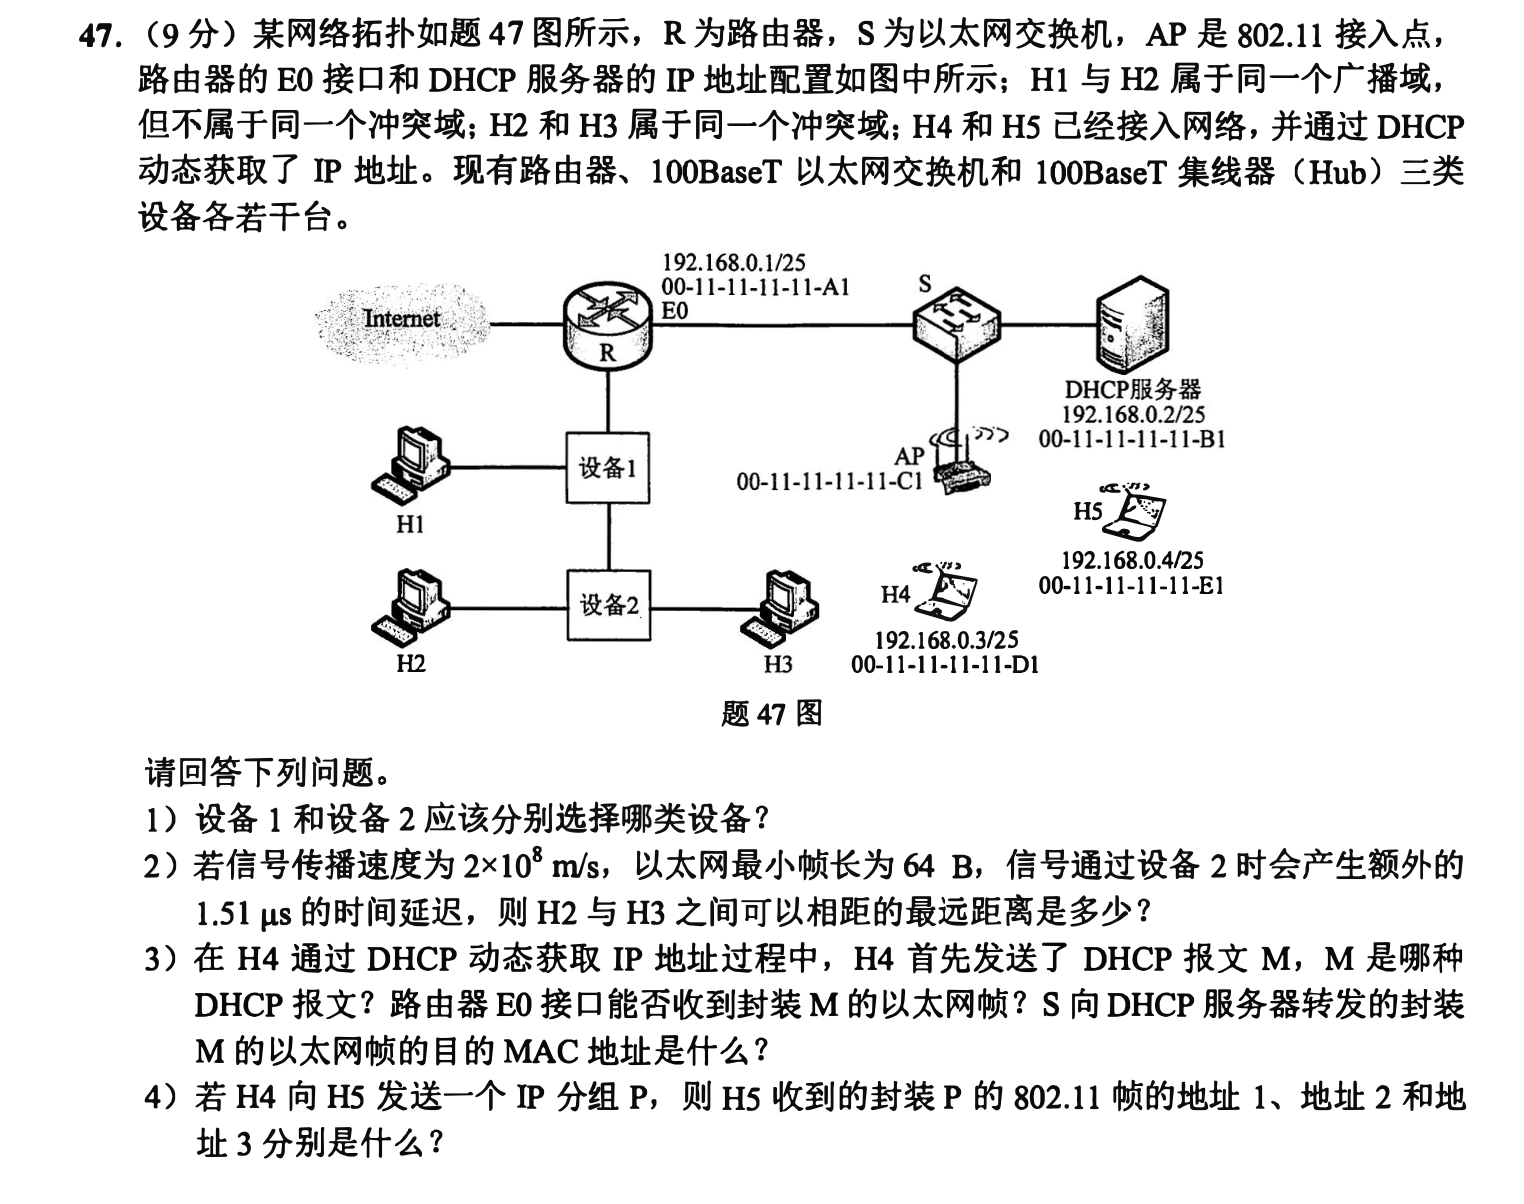 47.（9 分）某网络拓扑如题 47 图所示，R 为路由器，S 为以太网交换机，AP 是 802.11 接入点，
路由器的 E0 接口和 DHCP 服务器的 IP 地址配置如图中所示；H1 与 H2 属于同一个广播域，
但不属于同一个冲突域；H2 和 H3 属于同一个冲突域；H4 和 H5 已经接入网络，并通过 DHCP
动态获取了 IP 地址。现有路由器、100BaseT 以太网交换机和 100BaseT 集线器（Hub）三类
设备各若干台。
192.168.0.1/25
00-11-11-11-11-A1
E0
S
Internet
R
DHCP服务器
192.168.0.2/25
00-11-11-11-11-B1
设备1
AP
00-11-11-11-11-C1
H1
H5
192.168.0.4/25
00-11-11-11-11-E1
设备2
H4
192.168.0.3/25
00-11-11-11-11-D1
H2
H3
题 47 图
请回答下列问题。
1）设备 1 和设备 2 应该分别选择哪类设备？
2）若信号传播速度为 2×10⁸ m/s，以太网最小帧长为 64 B，信号通过设备 2 时会产生额外的
1.51 μs 的时间延迟，则 H2 与 H3 之间可以相距的最远距离是多少？
3）在 H4 通过 DHCP 动态获取 IP 地址过程中，H4 首先发送了 DHCP 报文 M，M 是哪种
DHCP 报文？路由器 E0 接口能否收到封装 M 的以太网帧？S 向 DHCP 服务器转发的封装
M 的以太网帧的目的 MAC 地址是什么？
4）若 H4 向 H5 发送一个 IP 分组 P，则 H5 收到的封装 P 的 802.11 帧的地址 1、地址 2 和地
址 3 分别是什么？